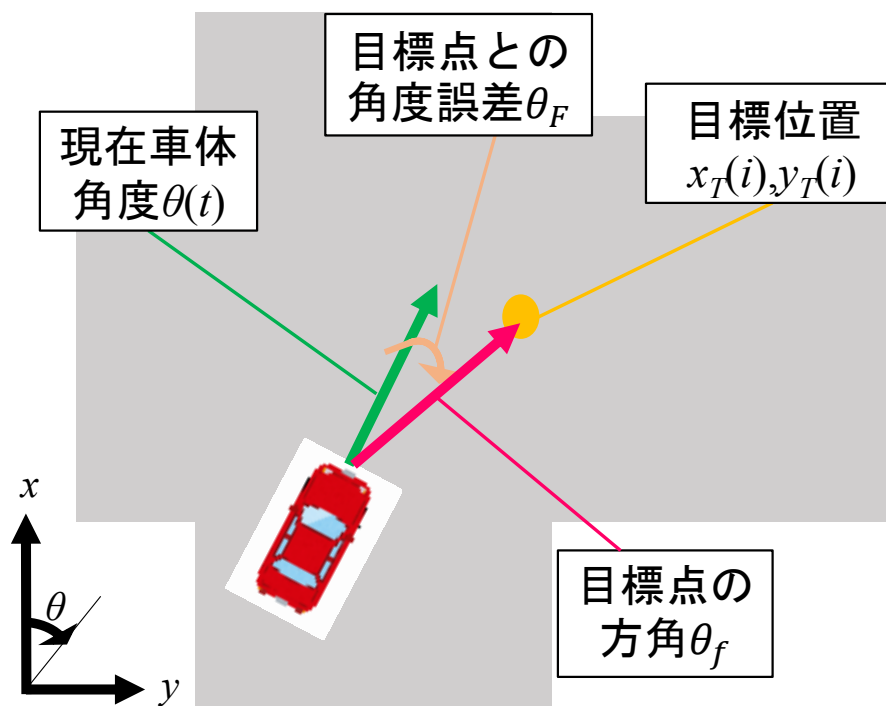 目標点との
角度誤差θF
目標位置
xT(i),yT(i)
現在車体
角度θ(t)
x
θ
y
目標点の
方角θf